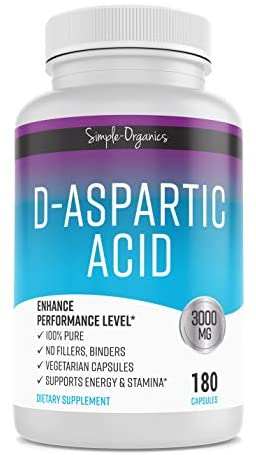 Simple-Organics
D-ASPARTIC
ACID
ENHANCE
PERFORMANCE LEVEL*
✓ 100% PURE
✓ NO FILLERS, BINDERS
✓ VEGETARIAN CAPSULES
✓ SUPPORTS ENERGY & STAMINA*
DIETARY SUPPLEMENT
3000
MG
180
CAPSULES